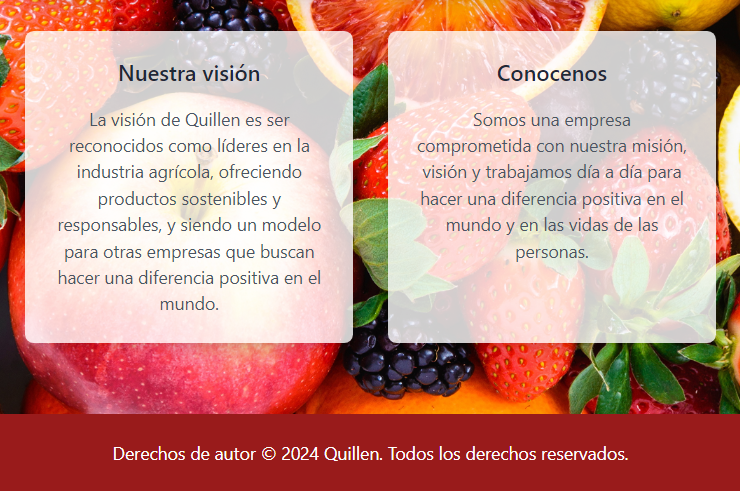 Nuestra visión
La visión de Quillen es ser
reconocidos como líderes en la
industria agrícola, ofreciendo
productos sostenibles y
responsables, y siendo un modelo
para otras empresas que buscan
hacer una diferencia positiva en el
mundo.
Conocenos
Somos una empresa
comprometida con nuestra misión,
visión y trabajamos día a día para
hacer una diferencia positiva en el
mundo y en las vidas de las
personas.
Derechos de autor © 2024 Quillen. Todos los derechos reservados.